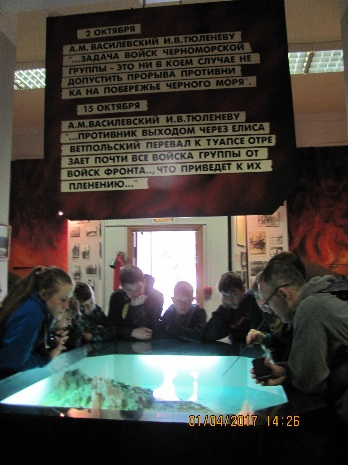 2 ОКТЯБРЯ
А.М.ВАСИЛЕВСКИЙ И.В.ТЮЛЕНЕВУ
"...ЗАДАЧА ВОЙСК ЧЕРНОМОРСКОЙ
ГРУППЫ - ЭТО НИ В КОЕМ СЛУЧАЕ НЕ
ДОПУСТИТЬ ПРОРЫВА ПРОТИВНИ
КА НА ПОБЕРЕЖЬЕ ЧЕРНОГО МОРЯ".
15 ОКТЯБРЯ
А.М.ВАСИЛЕВСКИЙ И.В.ТЮЛЕНЕВУ
"...ПРОТИВНИК ВЫХОДОМ ЧЕРЕЗ ЕЛИСА
ВЕТПОЛЬСКИЙ ПЕРЕВАЛ К ТУАПСЕ ОТРЕ
ЗАЕТ ПОЧТИ ВСЕ ВОЙСКА ГРУППЫ ОТ
ВОЙСК ФРОНТА.., ЧТО ПРИВЕДЕТ К ИХ
ПЛЕНЕНИЮ..."
01/04/2017 14:26